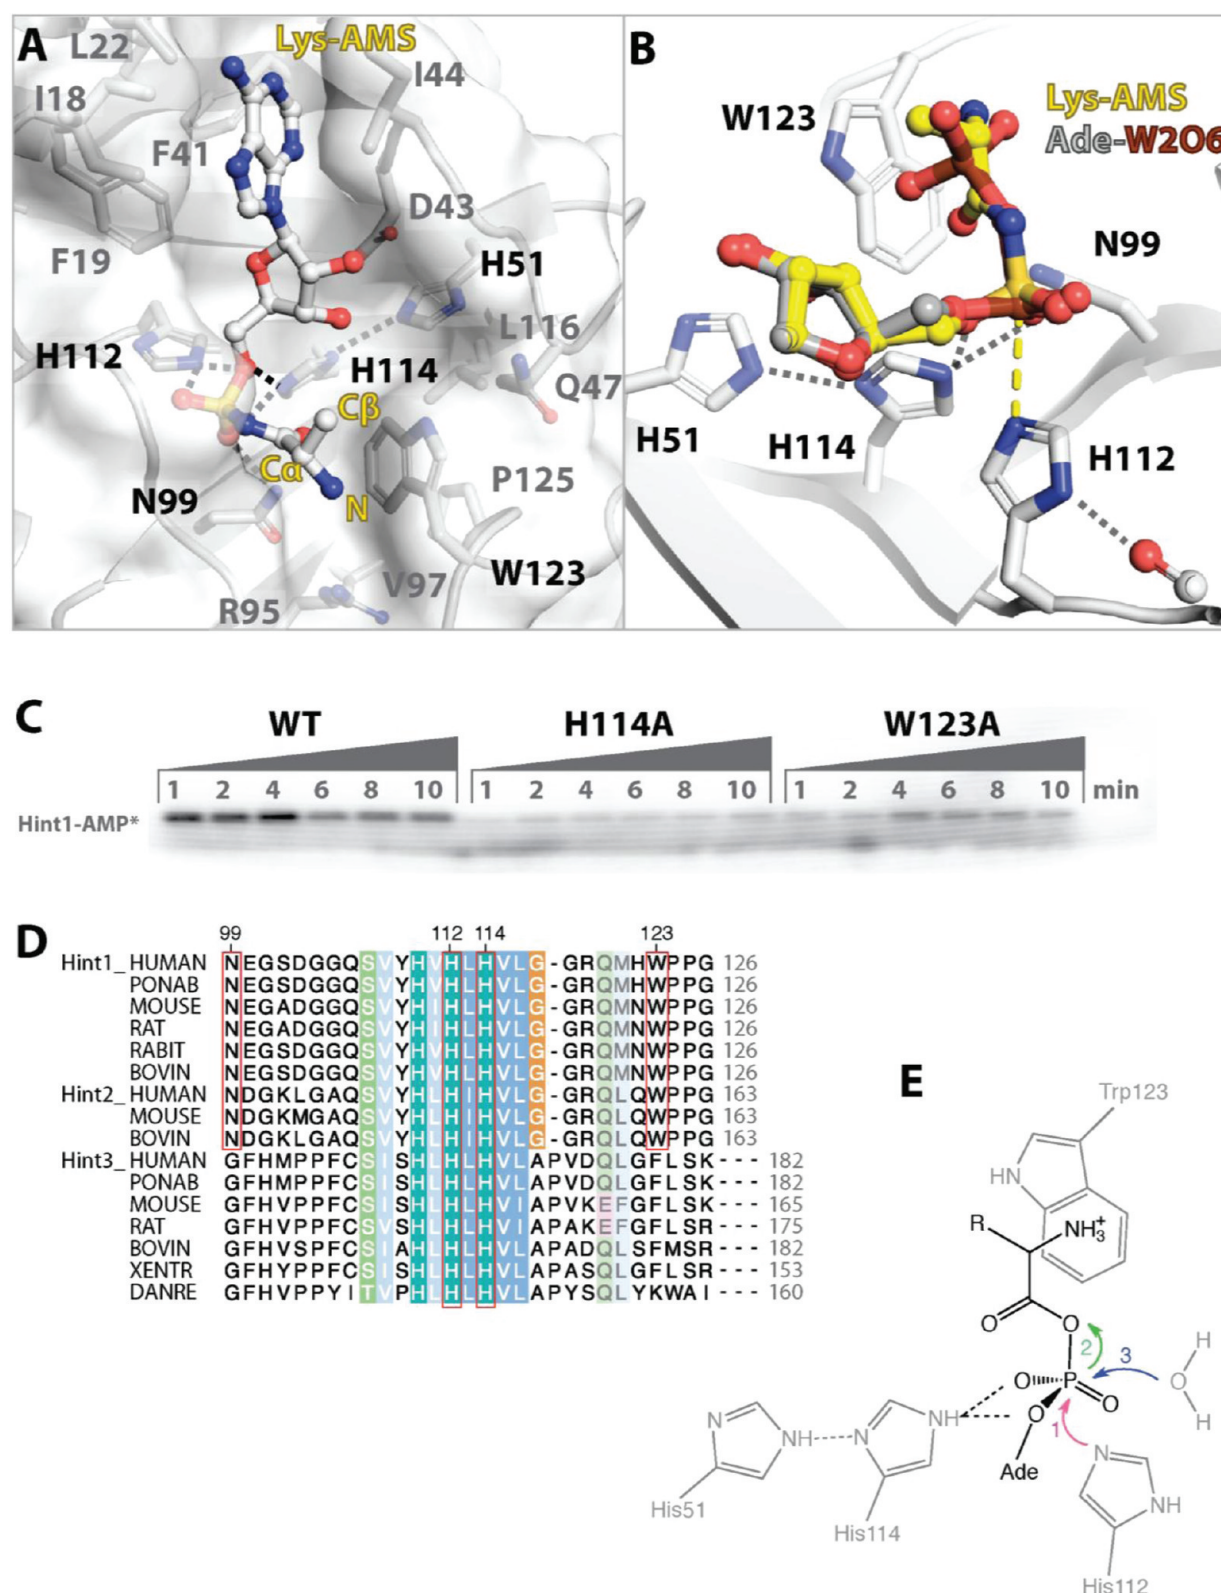 A
Lys-AMS
L22
I44
I18
F41
D43
F19
H51
H112
L116
H114
Q47
Cβ
Cα
N
P125
N99
V97
W123
R95
B
W123
Lys-AMS
Ade-W2O6
N99
H51
H114
H112
C
WT H114A W123A
1 2 4 6 8 10 1 2 4 6 8 10 1 2 4 6 8 10 min
Hint1-AMP*
D
99 112 114 123
Hint1_HUMAN NEGSDGGQSVYHVHLHVLG-GRQMHWPPG 126
PONAB NEGSDGGQSVYHVHLHVLG-GRQMHWPPG 126
MOUSE NEGADGGQSVYHIHLHVLG-GRQMNWPPG 126
RAT NEGADGGQSVYHIHLHVLG-GRQMNWPPG 126
RABIT NEGSDGGQSVYHVHLHVLG-GRQMNWPPG 126
BOVIN NEGSDGGQSVYHVHLHVLG-GRQMNWPPG 126
Hint2_HUMAN NDGKLGAQSVYHLHIHVLG-GRQLQWPPG 163
MOUSE NDGKMGAQSVYHLHIHVLG-GRQLQWPPG 163
BOVIN NDGKLGAQSVYHLHIHVLG-GRQLQWPPG 163
Hint3_HUMAN GFHMPPFCSISHLHLHVLAPVDQLGFLSK--- 182
PONAB GFHMPPFCSISHLHLHVLAPVDQLGFLSK--- 182
MOUSE GFHVPPFCSISHLHLHVIAPVKEFGFLSK--- 165
RAT GFHVPPFCSVSHLHLHVIAPAKEFGFLSR--- 175
BOVIN GFHVSPFCSIAHLHLHVLAPADQLSFMSR--- 182
XENTR GFHYPPFCSISHLHLHVLAPASQLGFLSR--- 153
DANRE GFHVPPYITVPHLHLHVLAPYSQLYKWAI--- 160
E
Trp123
HN
R
NH3+
O
O
2
3
H
O
P
O
H
O
O
1
N
NH
N
NH
N
Ade
NH
His51
His114
His112